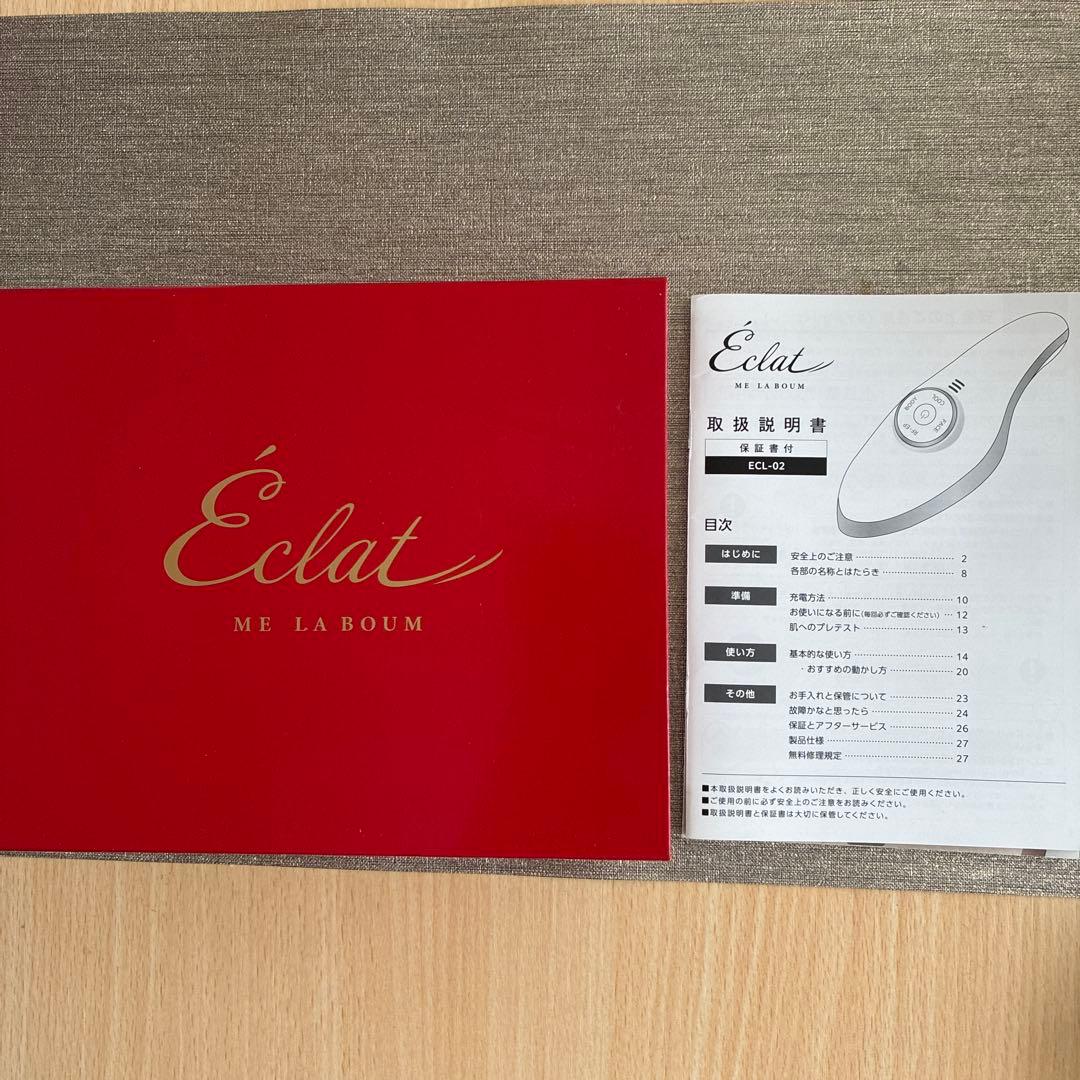 Éclat
ME LA BOUM
Éclat
ME LA BOUM
取扱説明書
保証書付
ECL-02
BODY
COOL
RF・EP
FACE
目次
はじめに
安全上のご注意 2
各部の名称とはたらき 8
準備
充電方法 10
お使いになる前に(毎回必ずご確認ください) 12
肌へのプレテスト 13
使い方
基本的な使い方 14
・おすすめの動かし方 20
その他
お手入れと保管について 23
故障かなと思ったら 24
保証とアフターサービス 26
製品仕様 27
無料修理規定 27
■本取扱説明書をよくお読みいただき、正しく安全にご使用ください。
■ご使用の前に必ず安全上のご注意をお読みください。
■取扱説明書と保証書は大切に保管してください。